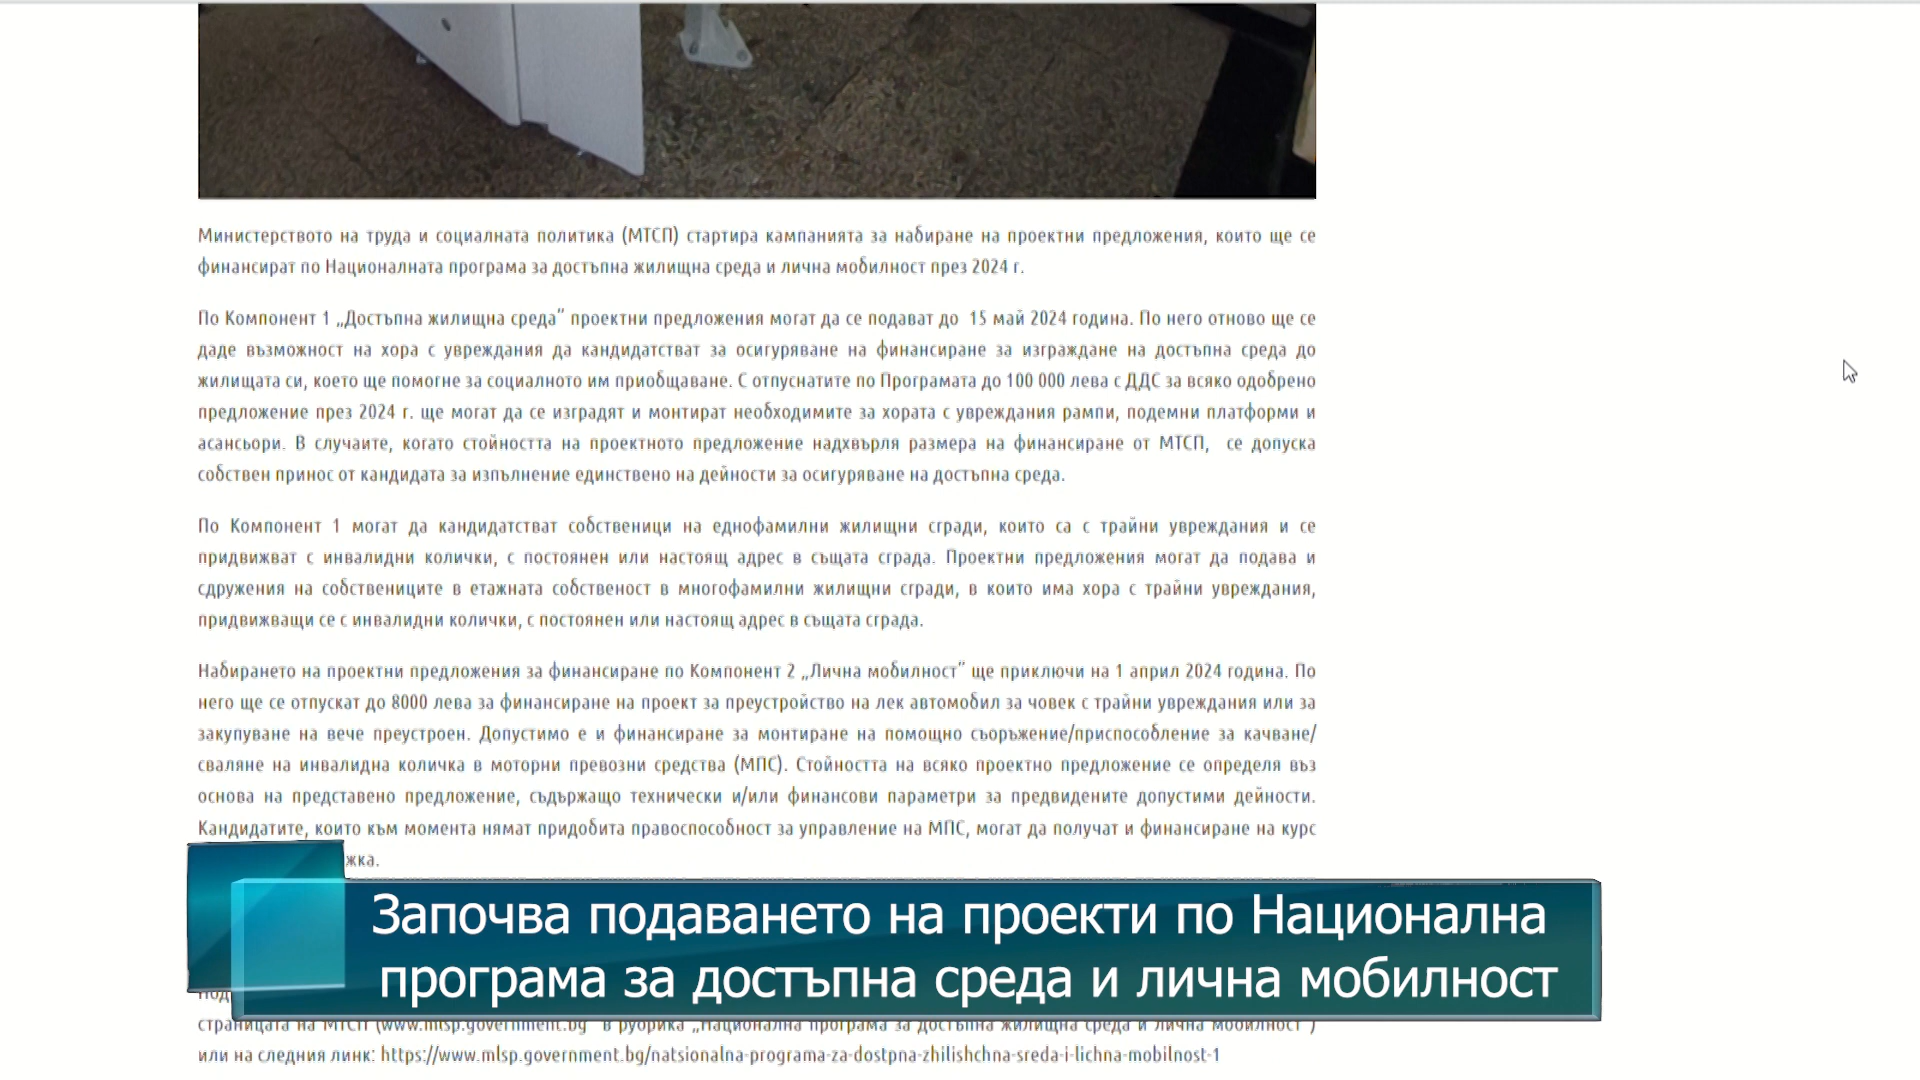 Министерството на труда и социалната политика (МТСП) стартира кампанията за набиране на проектни предложения, които ще се
финансират по Националната програма за достъпна жилищна среда и лична мобилност през 2024 г.
По Компонент 1 „Достъпна жилищна среда” проектни предложения могат да се подават до 15 май 2024 година. По него отново ще се
даде възможност на хора с увреждания да кандидатстват за осигуряване на финансиране за изграждане на достъпна среда до
жилищата си, което ще помогне за социалното им приобщаване. С отпуснатите по Програмата до 100 000 лева с ДДС за всяко одобрено
предложение през 2024 г. ще могат да се изградят и монтират необходимите за хората с увреждания рампи, подемни платформи и
асансьори. В случаите, когато стойността на проектното предложение надхвърля размера на финансиране от МТСП, се допуска
собствен принос от кандидата за изпълнение единствено на дейности за осигуряване на достъпна среда.
По Компонент 1 могат да кандидатстват собственици на еднофамилни жилищни сгради, които са с трайни увреждания и се
придвижват с инвалидни колички, с постоянен или настоящ адрес в същата сграда. Проектни предложения могат да подава и
сдружения на собствениците в етажната собственост в многофамилни жилищни сгради, в които има хора с трайни увреждания,
придвижващи се с инвалидни колички, с постоянен или настоящ адрес в същата сграда.
Набирането на проектни предложения за финансиране по Компонент 2 „Лична мобилност” ще приключи на 1 април 2024 година. По
него ще се отпускат до 8000 лева за финансиране на проект за преустройство на лек автомобил за човек с трайни увреждания или за
закупуване на вече преустроен. Допустимо е и финансиране за монтиране на помощно съоръжение/приспособление за качване/
сваляне на инвалидна количка в моторни превозни средства (МПС). Стойността на всяко проектно предложение се определя въз
основа на представено предложение, съдържащо технически и/или финансови параметри за предвидените допустими дейности.
Кандидатите, които към момента нямат придобита правоспособност за управление на МПС, могат да получат и финансиране на курс
жка.
Започва подаването на проекти по Национална
програма за достъпна среда и лична мобилност
страницата на МТСП (www.mlsp.government.bg в рубрика „Национална програма за достъпна жилищна среда и лична мобилност”)
или на следния линк: https://www.mlsp.government.bg/natsionalna-programa-za-dostpna-zhilishchna-sreda-i-lichna-mobilnost-1